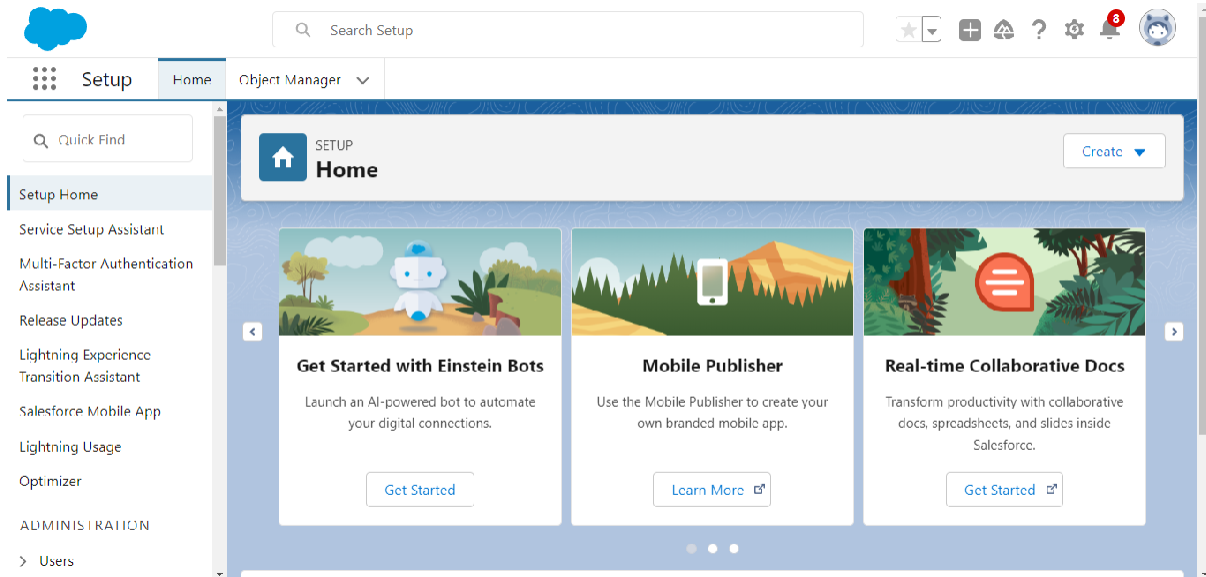 Search Setup
8
Setup
Home
Object Manager
Quick Find
Setup Home
Service Setup Assistant
Multi-Factor Authentication
Assistant
Release Updates
Lightning Experience
Transition Assistant
Salesforce Mobile App
Lightning Usage
Optimizer
ADMINISTRATION
Users
SETUP
Home
Create
Get Started with Einstein Bots
Launch an AI-powered bot to automate
your digital connections.
Get Started
Mobile Publisher
Use the Mobile Publisher to create your
own branded mobile app.
Learn More
Real-time Collaborative Docs
Transform productivity with collaborative
docs, spreadsheets, and slides inside
Salesforce.
Get Started